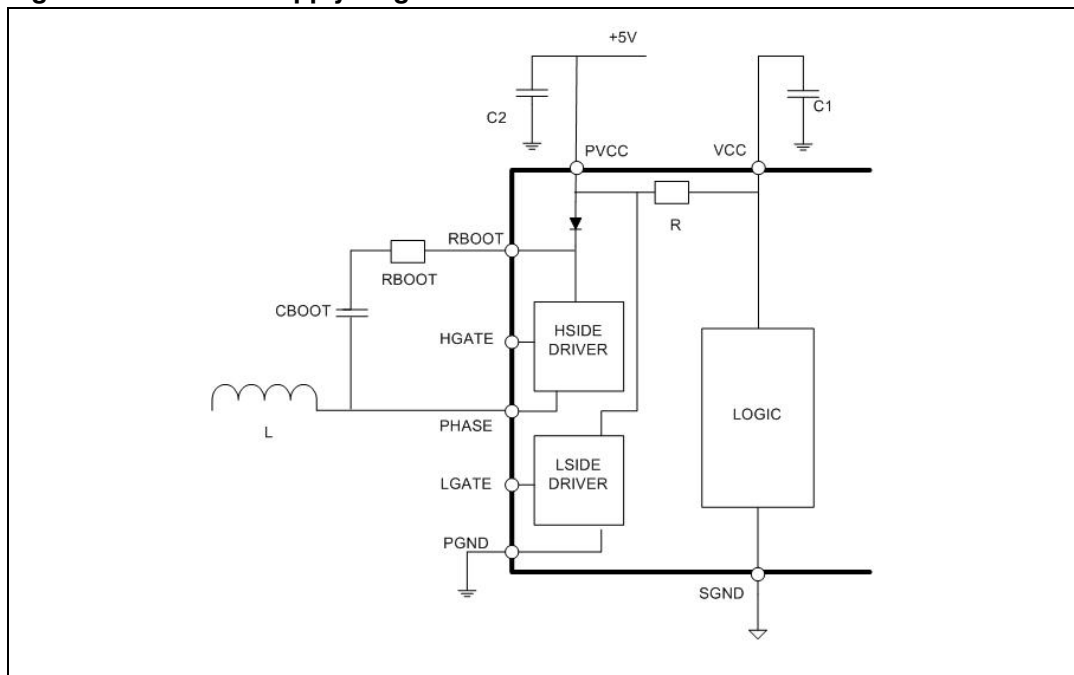 +5V
C2
C1
PVCC
VCC
R
RBOOT
RBOOT
CBOOT
HGATE
HSIDE
DRIVER
PHASE
L
LOGIC
LGATE
LSIDE
DRIVER
PGND
SGND